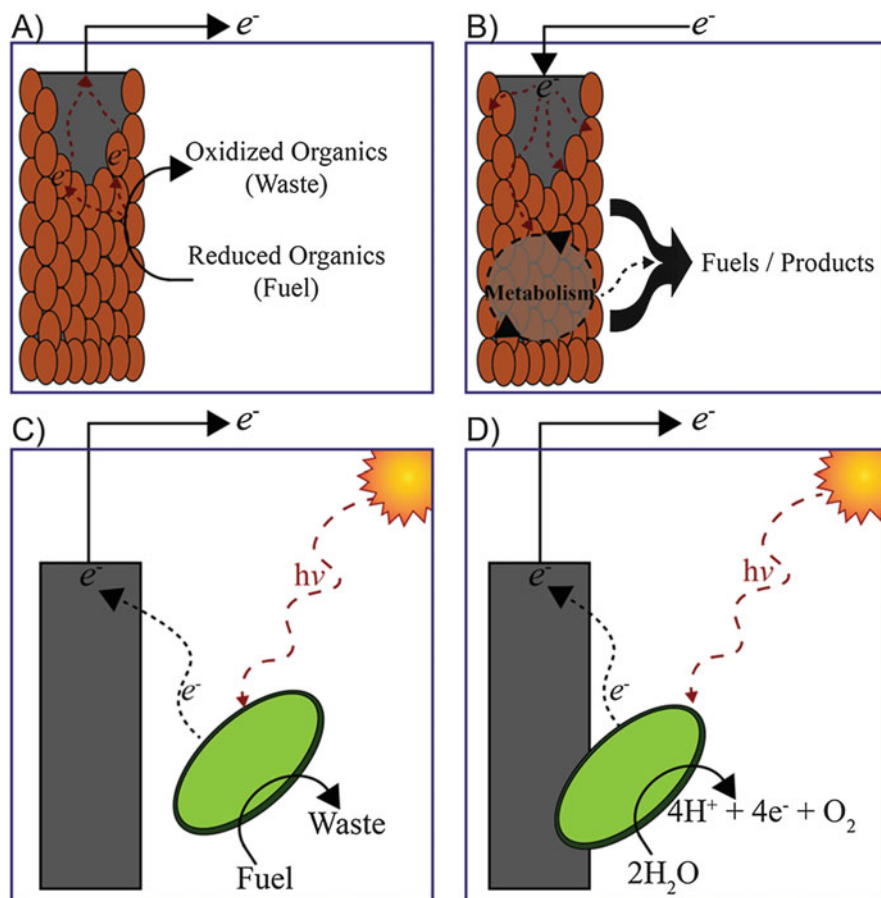 A)
e⁻
e⁻
e⁻
Oxidized Organics
(Waste)
Reduced Organics
(Fuel)
B)
e⁻
e⁻
Metabolism
Fuels / Products
C)
e⁻
e⁻
hν
e⁻
Waste
Fuel
D)
e⁻
e⁻
hν
e⁻
4H⁺ + 4e⁻ + O₂
2H₂O